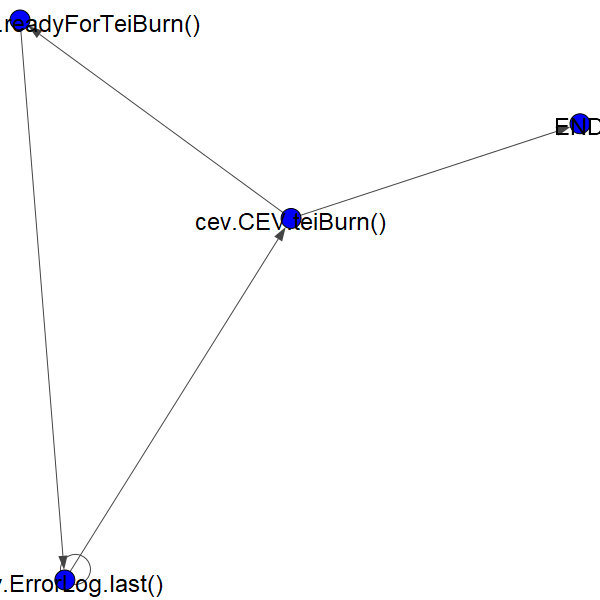 .readyForTeiBurn()
END
cev.CEV.teiBurn()
v.ErrorLog.last()